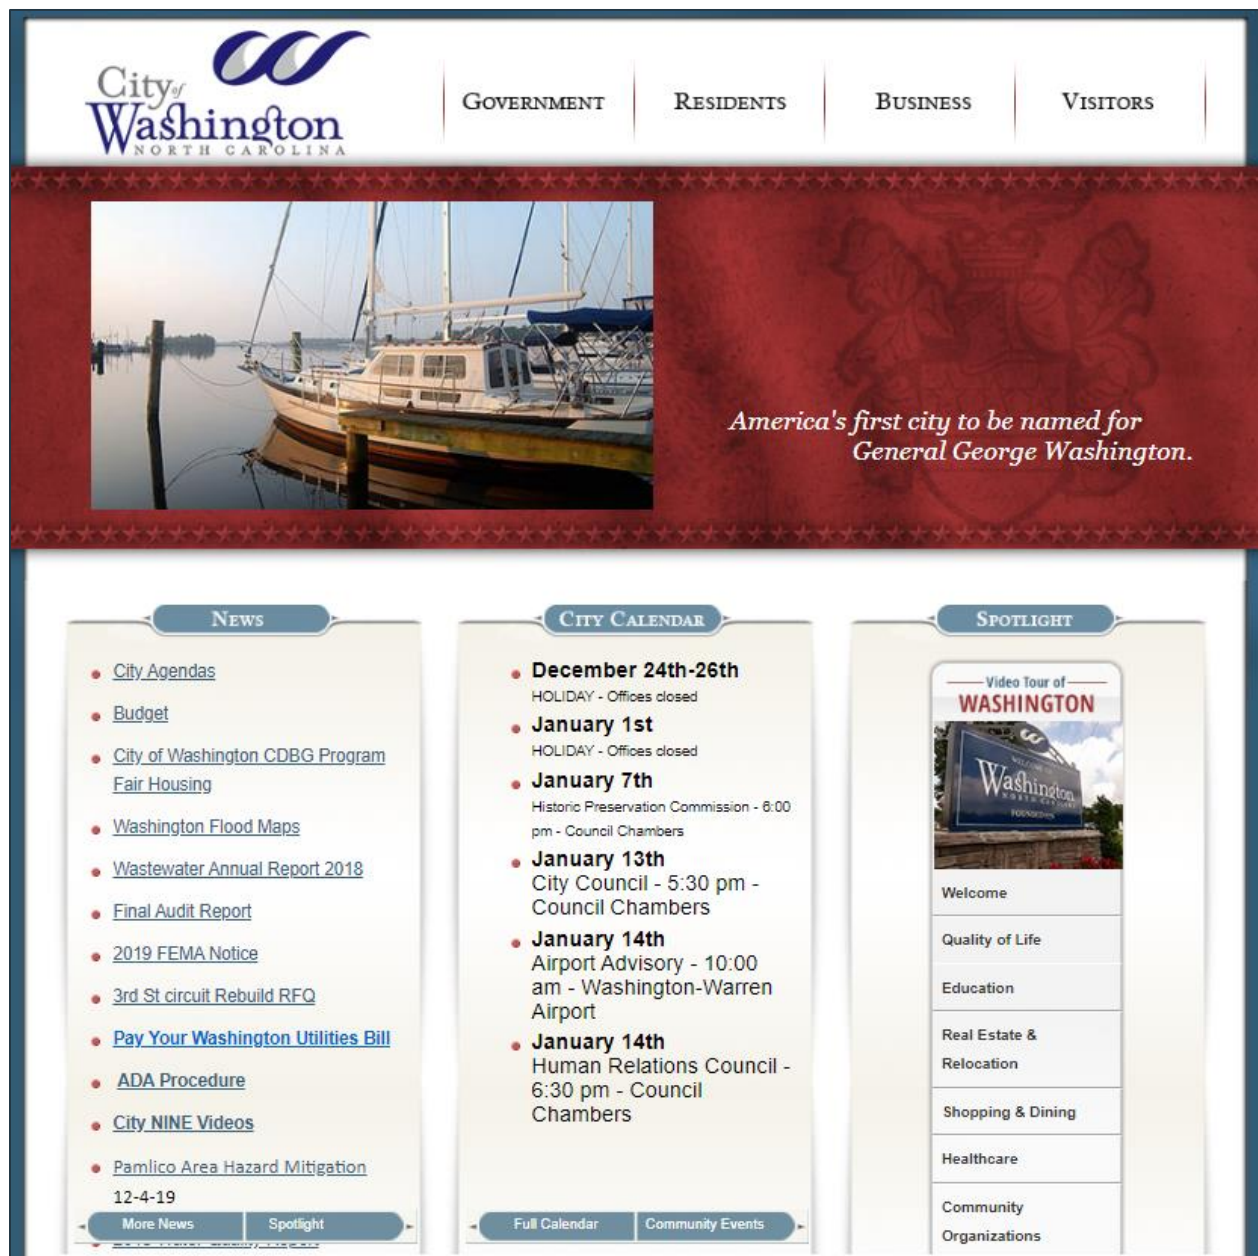 City of
Washington
NORTH CAROLINA
GOVERNMENT
RESIDENTS
BUSINESS
VISITORS
America's first city to be named for
General George Washington.
NEWS
City Agendas
Budget
City of Washington CDBG Program
Fair Housing
Washington Flood Maps
Wastewater Annual Report 2018
Final Audit Report
2019 FEMA Notice
3rd St circuit Rebuild RFQ
Pay Your Washington Utilities Bill
ADA Procedure
City NINE Videos
Pamlico Area Hazard Mitigation
12-4-19
More News
Spotlight
CITY CALENDAR
December 24th-26th
HOLIDAY - Offices closed
January 1st
HOLIDAY - Offices closed
January 7th
Historic Preservation Commission - 6:00
pm - Council Chambers
January 13th
City Council - 5:30 pm -
Council Chambers
January 14th
Airport Advisory - 10:00
am - Washington-Warren
Airport
January 14th
Human Relations Council -
6:30 pm - Council
Chambers
Full Calendar
Community Events
SPOTLIGHT
Video Tour of
WASHINGTON
WELCOME TO
Washington
NORTH CAROLINA
Welcome
Quality of Life
Education
Real Estate &
Relocation
Shopping & Dining
Healthcare
Community
Organizations